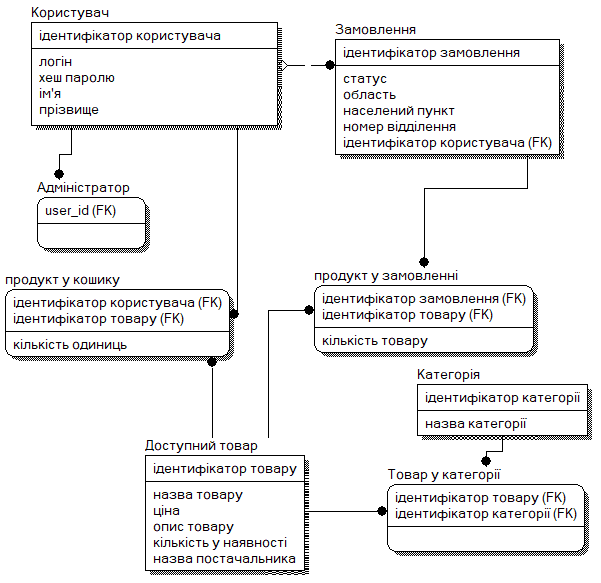 Користувач
ідентифікатор користувача
логін
хеш паролю
ім'я
прізвище
Замовлення
ідентифікатор замовлення
статус
область
населений пункт
номер відділення
ідентифікатор користувача (FK)
Адміністратор
user_id (FK)
продукт у кошику
ідентифікатор користувача (FK)
ідентифікатор товару (FK)
кількість одиниць
продукт у замовленні
ідентифікатор замовлення (FK)
ідентифікатор товару (FK)
кількість товару
Категорія
ідентифікатор категорії
назва категорії
Доступний товар
ідентифікатор товару
назва товару
ціна
опис товару
кількість у наявності
назва постачальника
Товар у категорії
ідентифікатор товару (FK)
ідентифікатор категорії (FK)